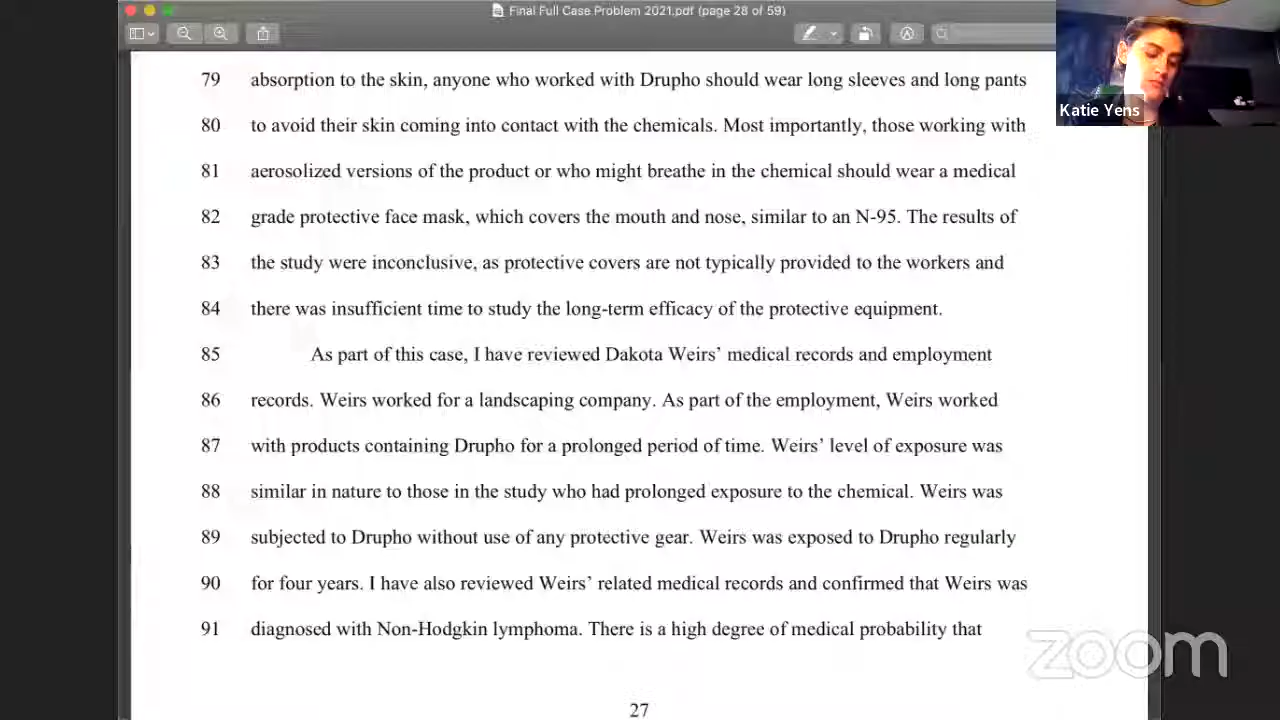 Final Full Case Problem 2021.pdf (page 28 of 59)
Katie Yens
79 absorption to the skin, anyone who worked with Drupho should wear long sleeves and long pants
80 to avoid their skin coming into contact with the chemicals. Most importantly, those working with
81 aerosolized versions of the product or who might breathe in the chemical should wear a medical
82 grade protective face mask, which covers the mouth and nose, similar to an N-95. The results of
83 the study were inconclusive, as protective covers are not typically provided to the workers and
84 there was insufficient time to study the long-term efficacy of the protective equipment.
85 As part of this case, I have reviewed Dakota Weirs’ medical records and employment
86 records. Weirs worked for a landscaping company. As part of the employment, Weirs worked
87 with products containing Drupho for a prolonged period of time. Weirs’ level of exposure was
88 similar in nature to those in the study who had prolonged exposure to the chemical. Weirs was
89 subjected to Drupho without use of any protective gear. Weirs was exposed to Drupho regularly
90 for four years. I have also reviewed Weirs’ related medical records and confirmed that Weirs was
91 diagnosed with Non-Hodgkin lymphoma. There is a high degree of medical probability that
zoom
27